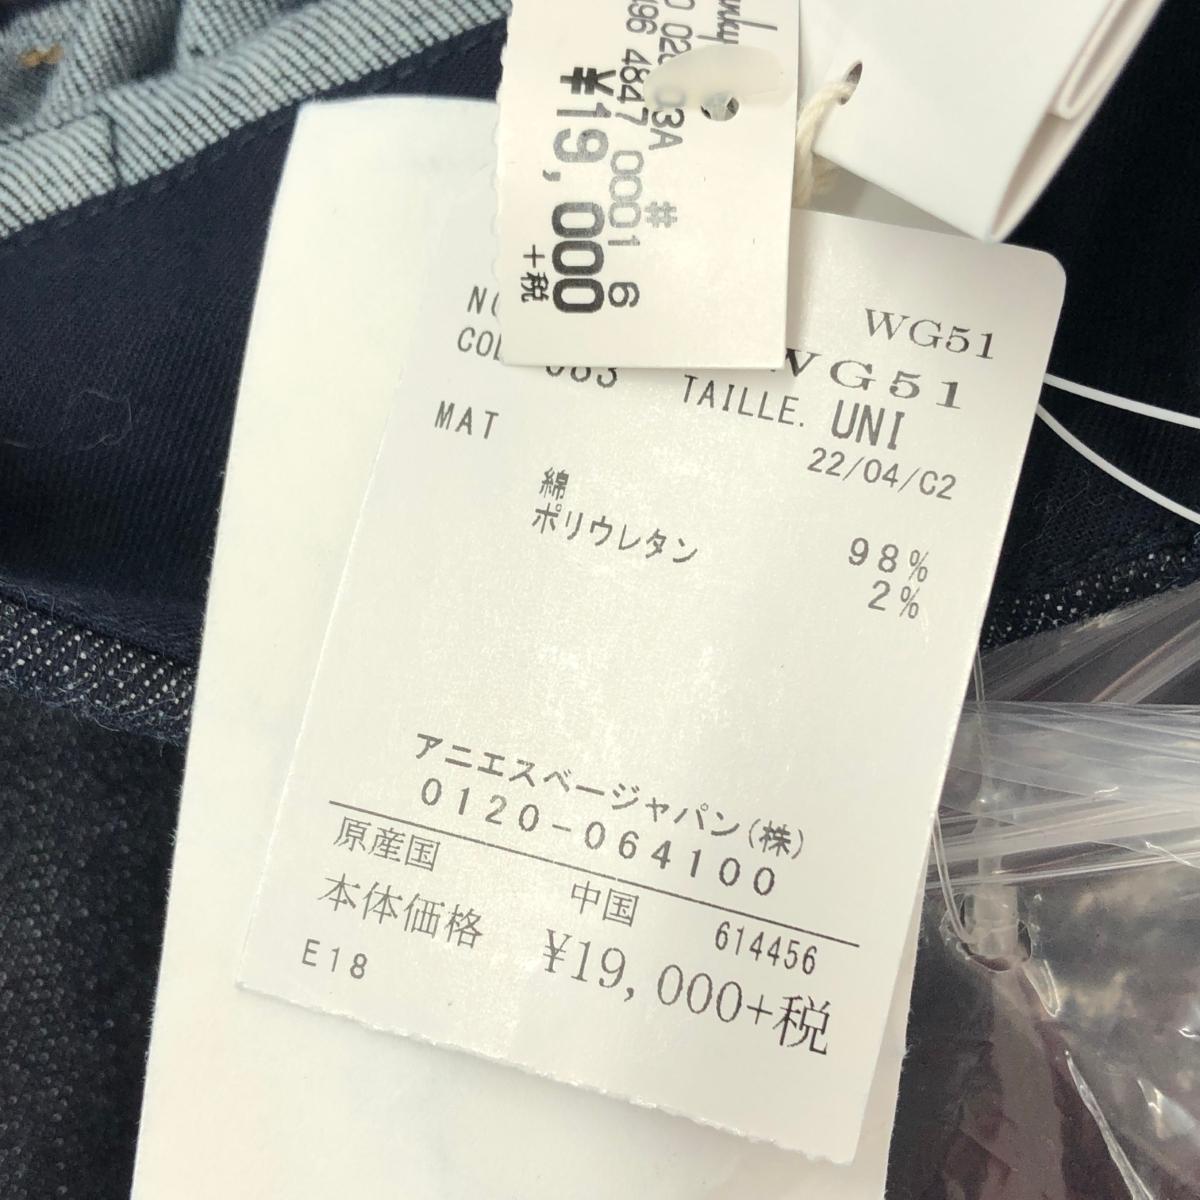 WG51
WG51
083
TAILLE. UNI
MAT
22/04/C2
綿 98%
ポリウレタン 2%
アニエスベージャパン(株)
0120-064100
原産国 中国 614456
本体価格 ¥19,000+税
E18
4847 0001 6
#
¥19,000
+税